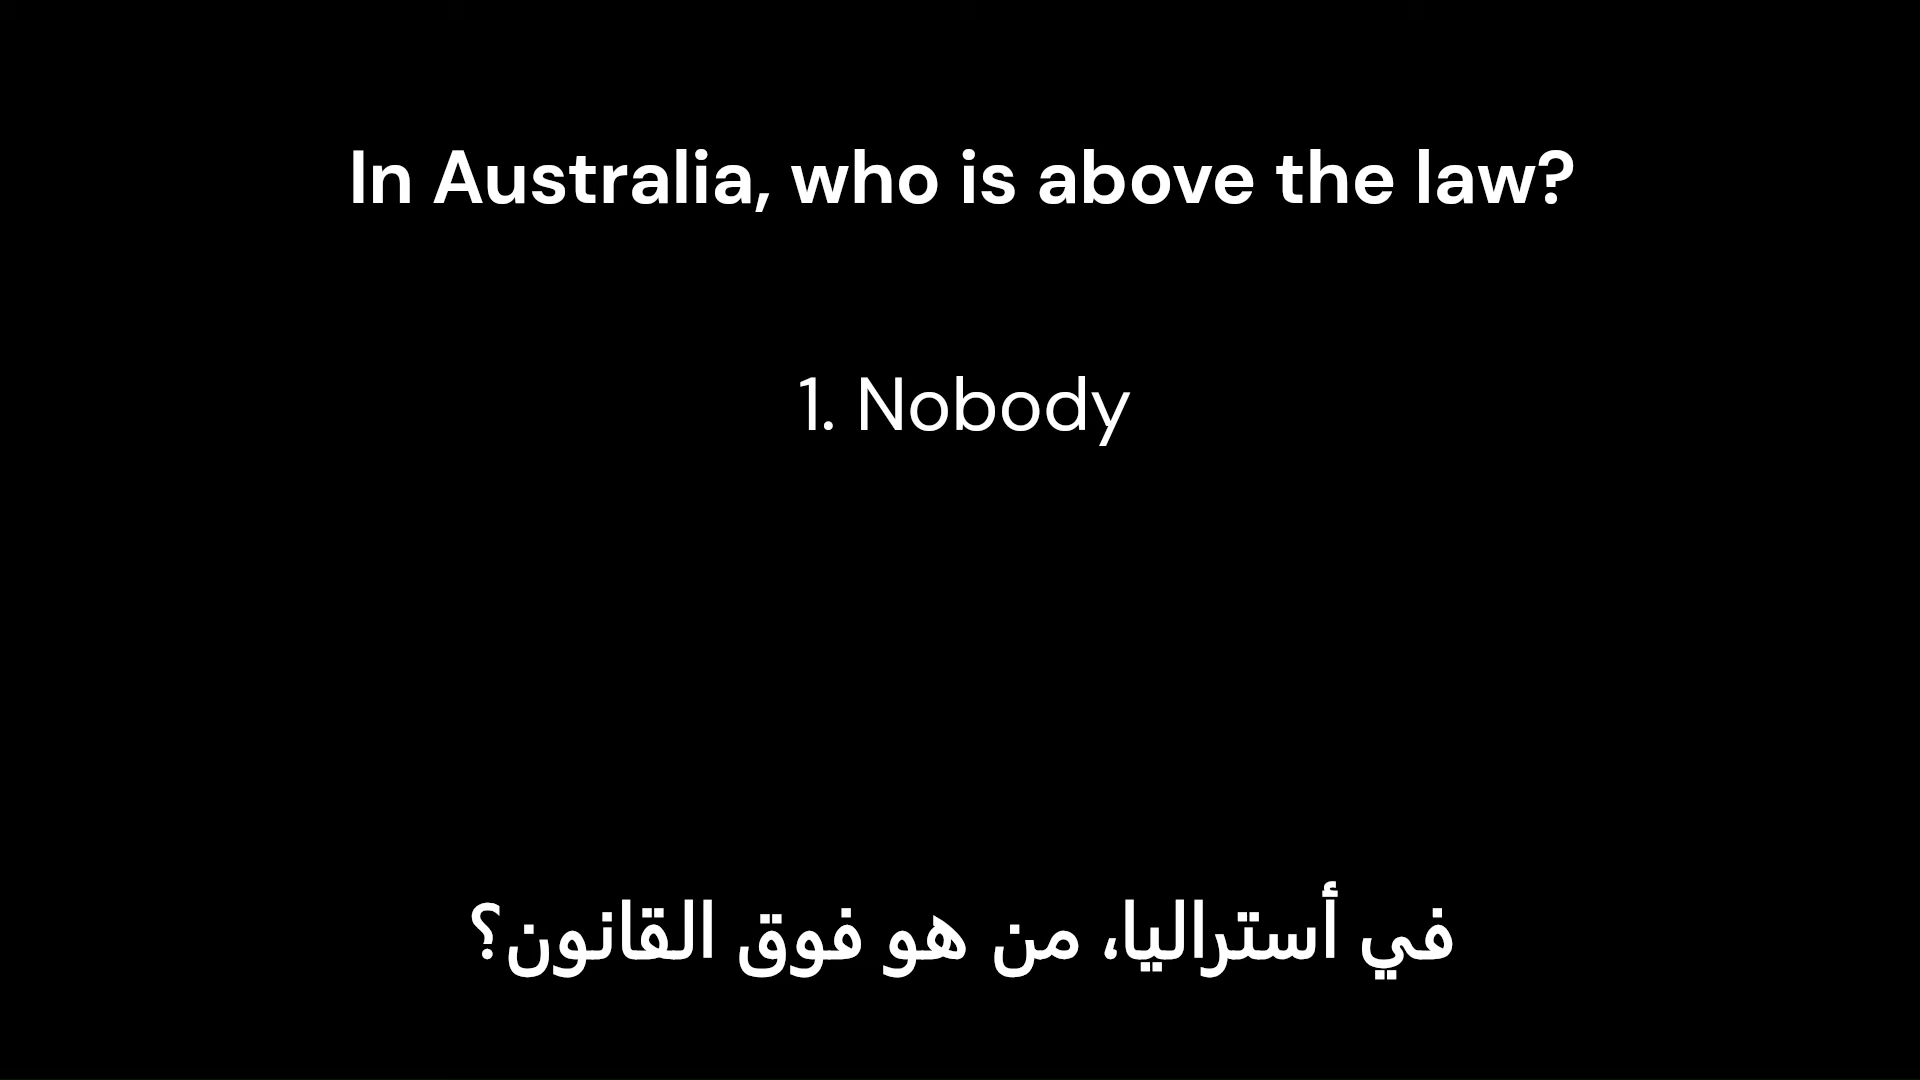 In Australia, who is above the law?
1. Nobody
في أستراليا، من هو فوق القانون؟